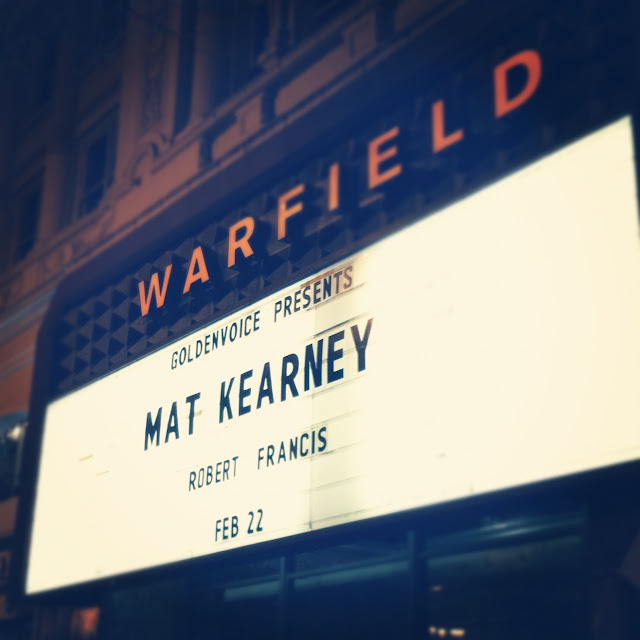 WARFIELD
GOLDENVOICE PRESENTS
MAT KEARNEY
ROBERT FRANCIS
FEB 22